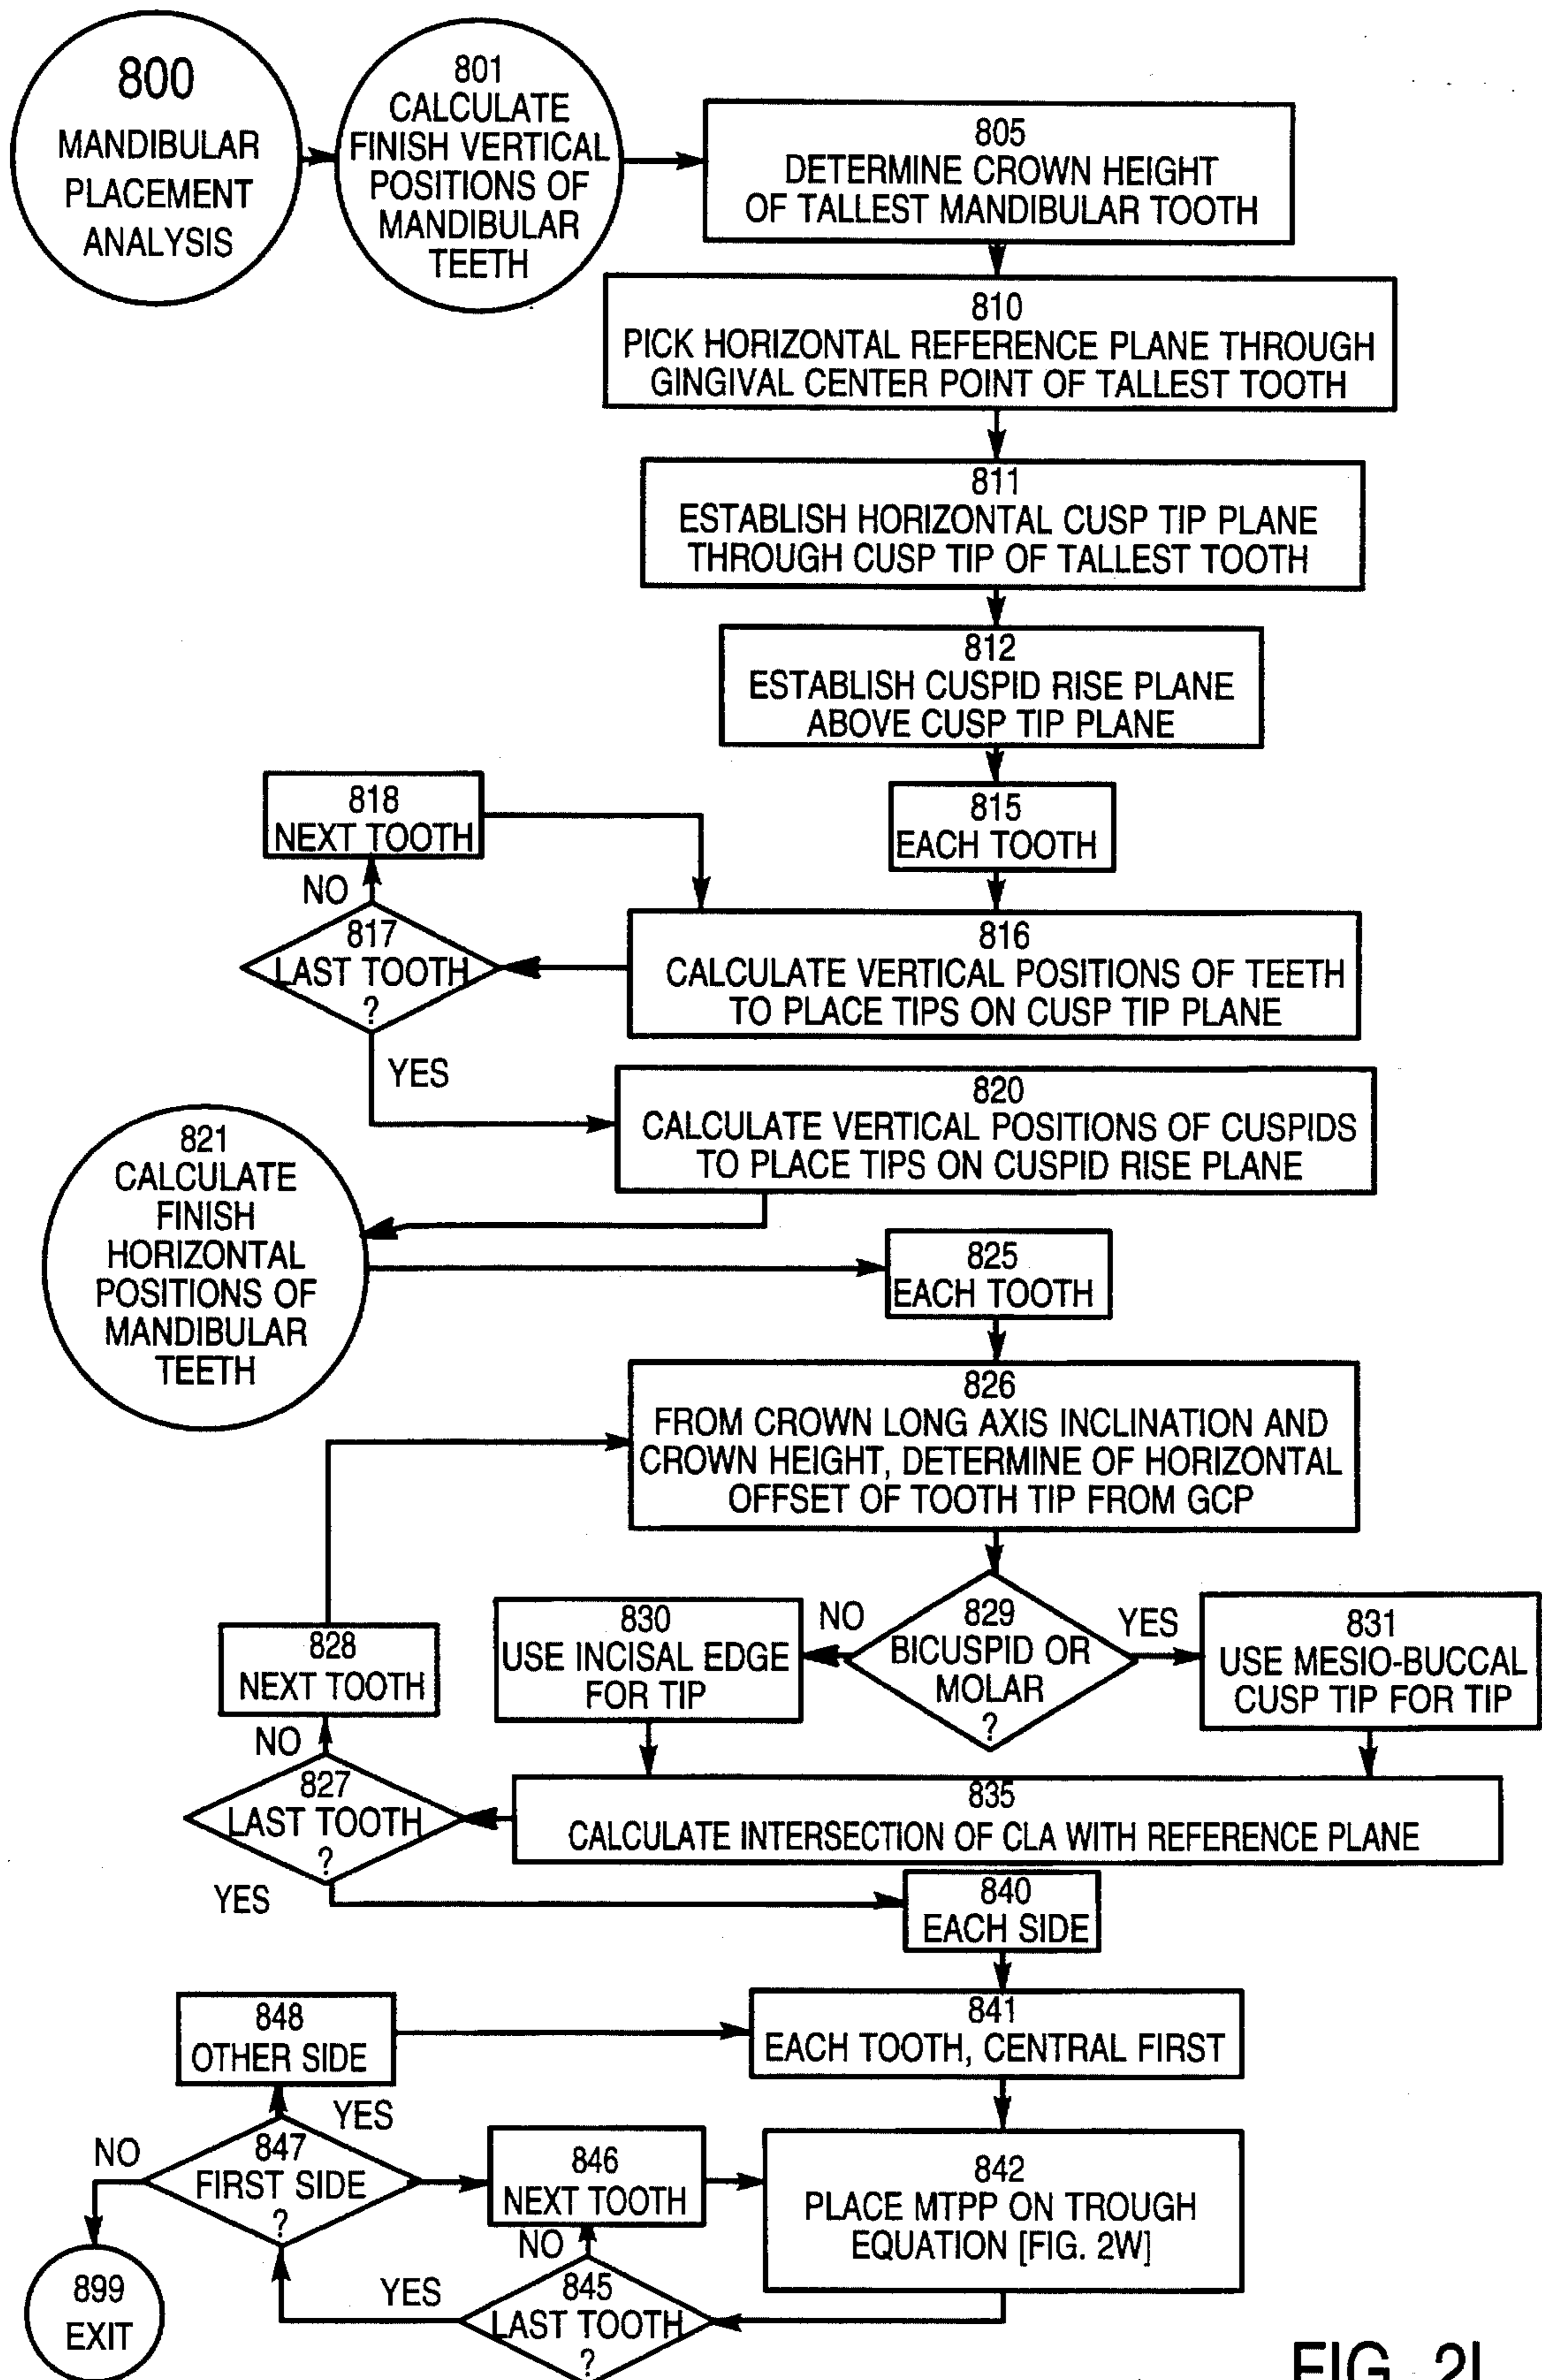 800
MANDIBULAR
PLACEMENT
ANALYSIS
801
CALCULATE
FINISH VERTICAL
POSITIONS OF
MANDIBULAR
TEETH
805
DETERMINE CROWN HEIGHT
OF TALLEST MANDIBULAR TOOTH
810
PICK HORIZONTAL REFERENCE PLANE THROUGH
GINGIVAL CENTER POINT OF TALLEST TOOTH
811
ESTABLISH HORIZONTAL CUSP TIP PLANE
THROUGH CUSP TIP OF TALLEST TOOTH
812
ESTABLISH CUSPID RISE PLANE
ABOVE CUSP TIP PLANE
815
EACH TOOTH
818
NEXT TOOTH
NO
817
LAST TOOTH
?
YES
816
CALCULATE VERTICAL POSITIONS OF TEETH
TO PLACE TIPS ON CUSP TIP PLANE
820
CALCULATE VERTICAL POSITIONS OF CUSPIDS
TO PLACE TIPS ON CUSPID RISE PLANE
821
CALCULATE
FINISH
HORIZONTAL
POSITIONS OF
MANDIBULAR
TEETH
825
EACH TOOTH
826
FROM CROWN LONG AXIS INCLINATION AND
CROWN HEIGHT, DETERMINE OF HORIZONTAL
OFFSET OF TOOTH TIP FROM GCP
829
BICUSPID OR
MOLAR
?
NO
YES
830
USE INCISAL EDGE
FOR TIP
831
USE MESIO-BUCCAL
CUSP TIP FOR TIP
828
NEXT TOOTH
NO
827
LAST TOOTH
?
YES
835
CALCULATE INTERSECTION OF CLA WITH REFERENCE PLANE
840
EACH SIDE
841
EACH TOOTH, CENTRAL FIRST
848
OTHER SIDE
YES
NO
847
FIRST SIDE
?
846
NEXT TOOTH
NO
842
PLACE MTPP ON TROUGH
EQUATION [FIG. 2W]
845
LAST TOOTH
?
YES
899
EXIT
FIG. 2I